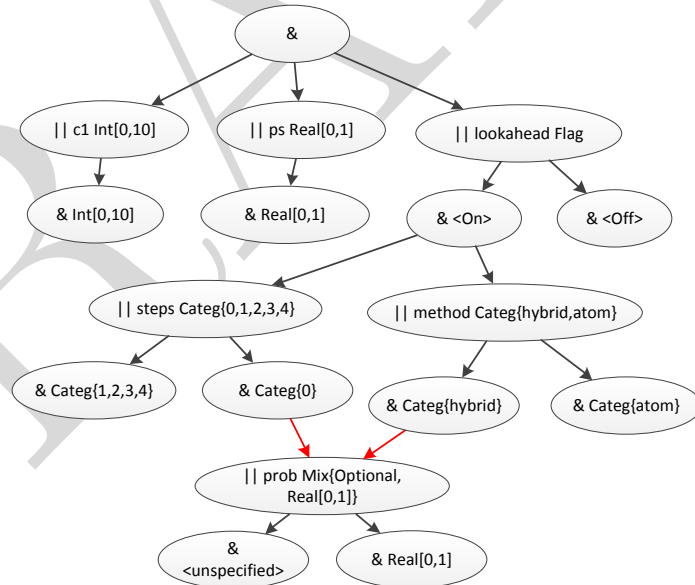 &
|| c1 Int[0,10]
|| ps Real[0,1]
|| lookahead Flag
& Int[0,10]
& Real[0,1]
& <On>
& <Off>
|| steps Categ{0,1,2,3,4}
|| method Categ{hybrid,atom}
& Categ{1,2,3,4}
& Categ{0}
& Categ{hybrid}
& Categ{atom}
|| prob Mix{Optional,
Real[0,1]}
&
<unspecified>
& Real[0,1]